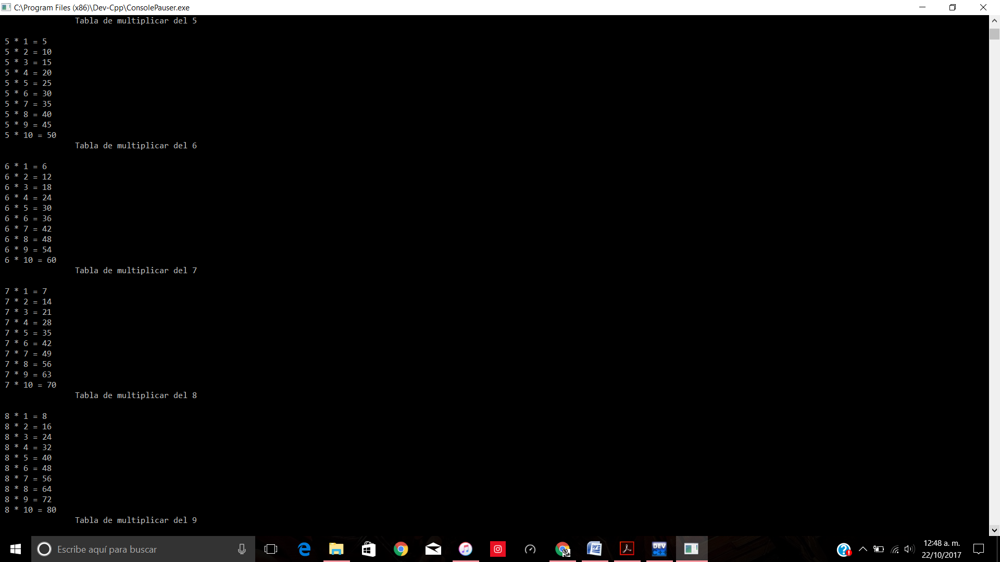 C:\Program Files (x86)\Dev-Cpp\ConsolePauser.exe
Tabla de multiplicar del 5
5 * 1 = 5
5 * 2 = 10
5 * 3 = 15
5 * 4 = 20
5 * 5 = 25
5 * 6 = 30
5 * 7 = 35
5 * 8 = 40
5 * 9 = 45
5 * 10 = 50
Tabla de multiplicar del 6
6 * 1 = 6
6 * 2 = 12
6 * 3 = 18
6 * 4 = 24
6 * 5 = 30
6 * 6 = 36
6 * 7 = 42
6 * 8 = 48
6 * 9 = 54
6 * 10 = 60
Tabla de multiplicar del 7
7 * 1 = 7
7 * 2 = 14
7 * 3 = 21
7 * 4 = 28
7 * 5 = 35
7 * 6 = 42
7 * 7 = 49
7 * 8 = 56
7 * 9 = 63
7 * 10 = 70
Tabla de multiplicar del 8
8 * 1 = 8
8 * 2 = 16
8 * 3 = 24
8 * 4 = 32
8 * 5 = 40
8 * 6 = 48
8 * 7 = 56
8 * 8 = 64
8 * 9 = 72
8 * 10 = 80
Tabla de multiplicar del 9
Escribe aquí para buscar
DEV
C++
12:48 a. m.
22/10/2017